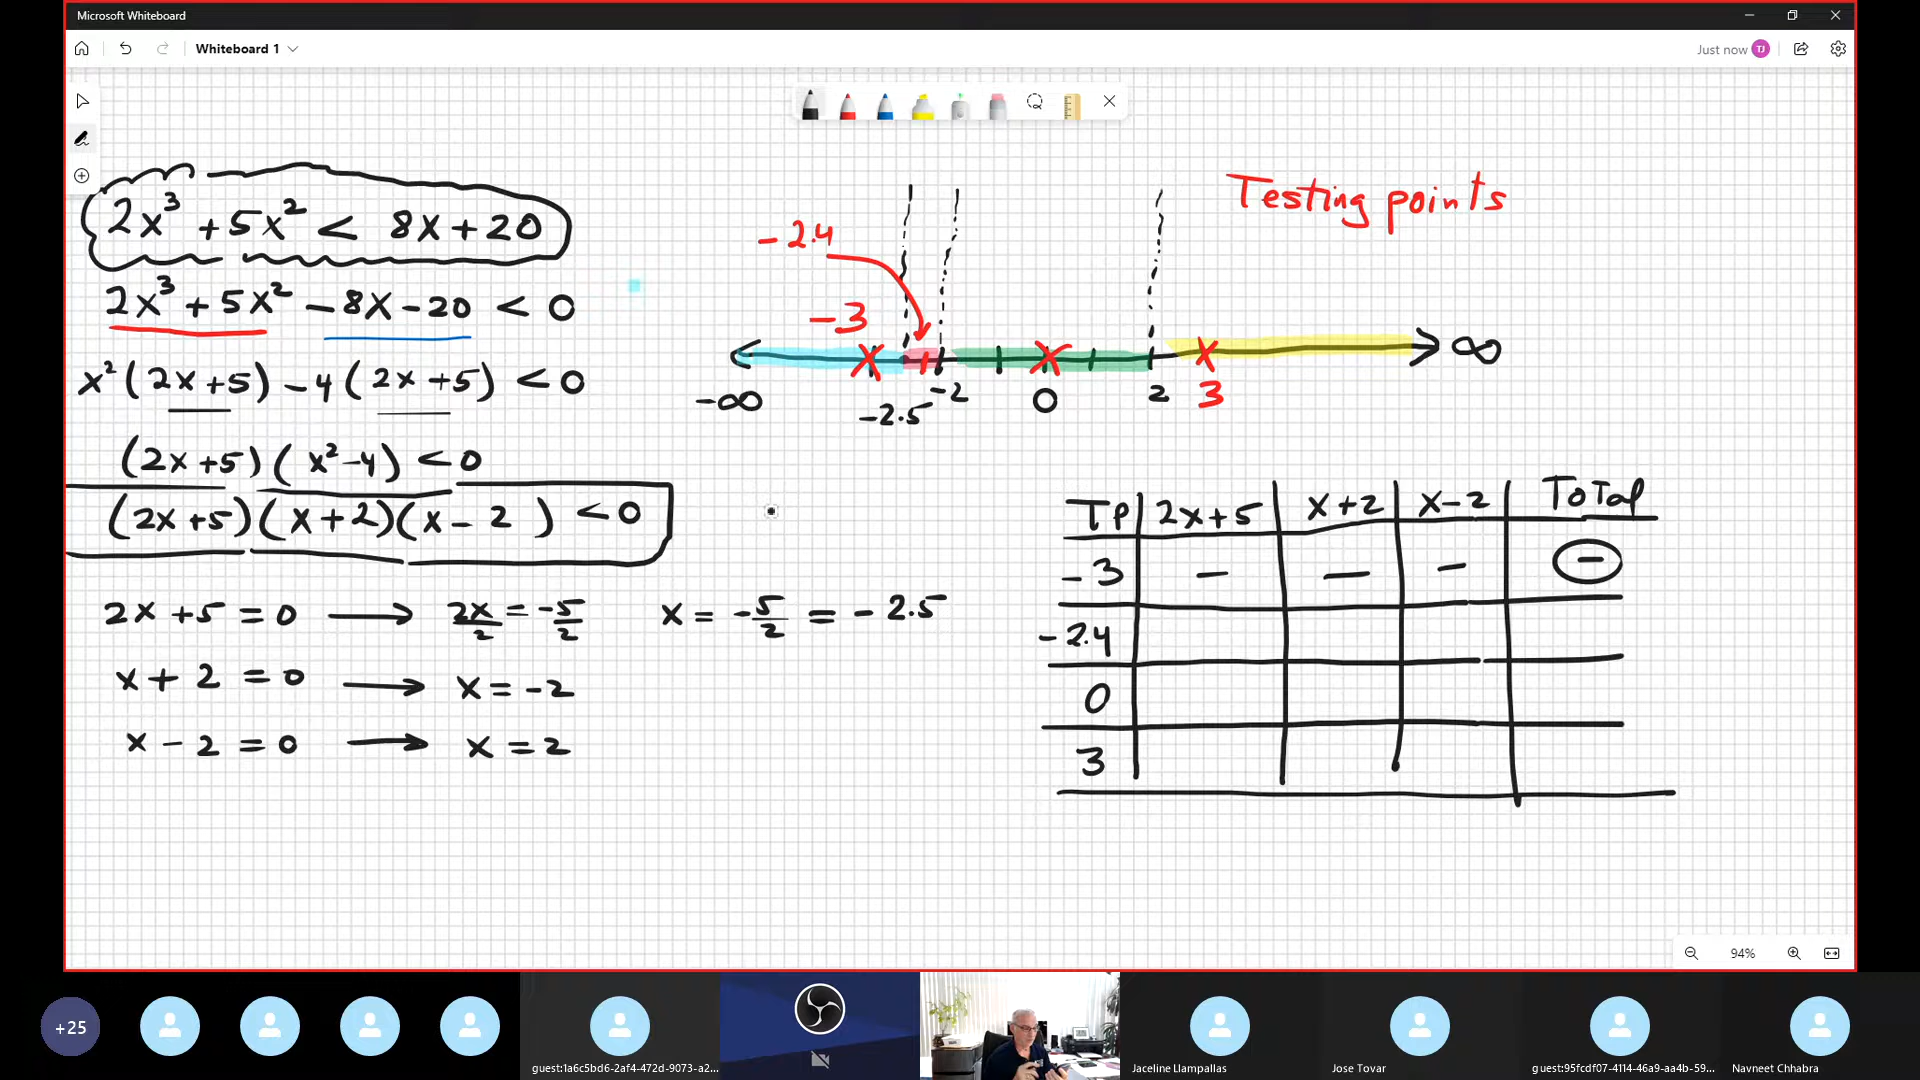 Microsoft Whiteboard
Whiteboard 1
Just now TJ
2x³ + 5x² < 8x + 20
2x³ + 5x² - 8x - 20 < 0
x² (2x + 5) - 4 (2x + 5) < 0
(2x + 5) (x² - 4) < 0
(2x + 5)(x + 2)(x - 2) < 0
2x + 5 = 0 → 2x/2 = -5/2 x = -5/2 = -2.5
x + 2 = 0 → x = -2
x - 2 = 0 → x = 2
Testing points
-2.4
-3
∞
-∞ -2.5 -2 0 2 3
TP 2x+5 x+2 x-2 ToTal
-3 - - - -
-2.4
0
3
94%
+25
guest:1a6c5bd6-2af4-472d-9073-a2...
Jaceline Llampallas
Jose Tovar
guest:95fcdf07-4114-46a9-aa4b-59...
Navneet Chhabra